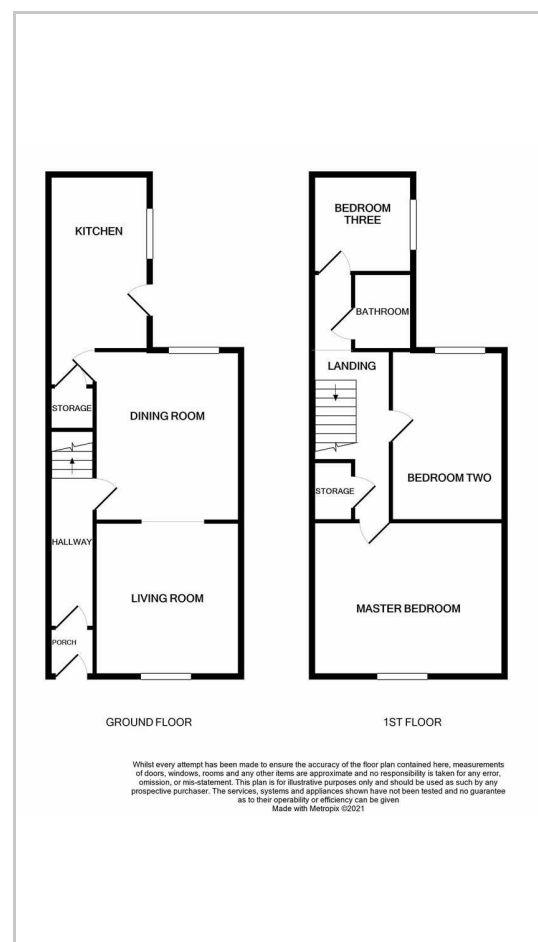 KITCHEN
STORAGE
DINING ROOM
HALLWAY
LIVING ROOM
PORCH
GROUND FLOOR
BEDROOM
THREE
BATHROOM
LANDING
BEDROOM TWO
STORAGE
MASTER BEDROOM
1ST FLOOR
Whilst every attempt has been made to ensure the accuracy of the floor plan contained here, measurements
of doors, windows, rooms and any other items are approximate and no responsibility is taken for any error,
omission, or mis-statement. This plan is for illustrative purposes only and should be used as such by any
prospective purchaser. The services, systems and appliances shown have not been tested and no guarantee
as to their operability or efficiency can be given
Made with Metropix ©2021